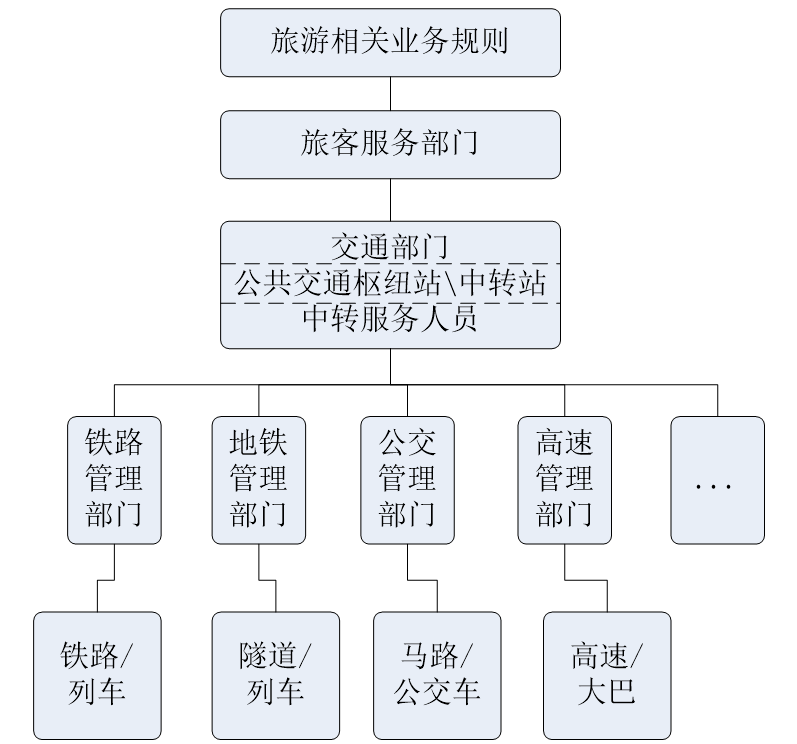 旅游相关业务规则
旅客服务部门
交通部门
公共交通枢纽站\中转站
中转服务人员
铁路
管理
部门
地铁
管理
部门
公交
管理
部门
高速
管理
部门
...
铁路/
列车
隧道/
列车
马路/
公交车
高速/
大巴